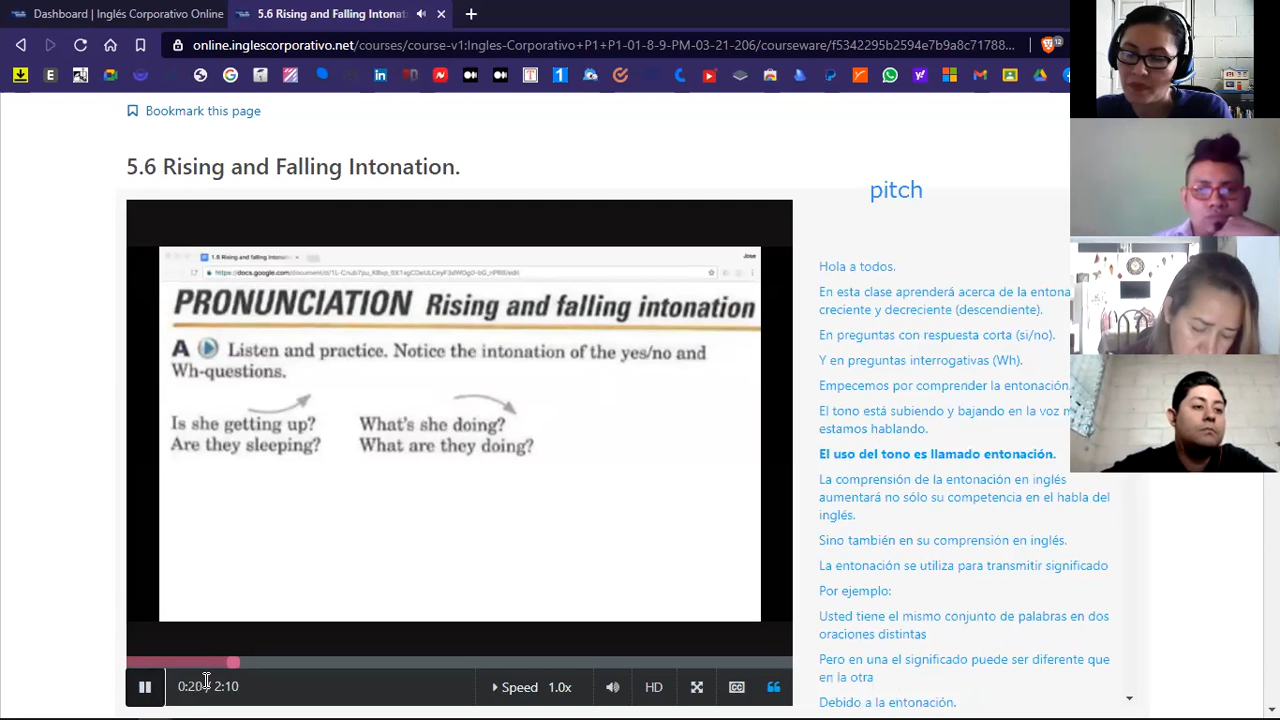 Dashboard | Inglés Corporativo Online
5.6 Rising and Falling Intonat
online.inglescorporativo.net/courses/course-v1:Ingles-Corporativo+P1+P1-01-8-9-PM-03-21-206/courseware/f5342295b2594e7b9a8c71788...
12
Bookmark this page
5.6 Rising and Falling Intonation.
pitch
Jose
PRONUNCIATION Rising and falling intonation
A Listen and practice. Notice the intonation of the yes/no and
Wh-questions.
Is she getting up? What's she doing?
Are they sleeping? What are they doing?
Hola a todos.
En esta clase aprenderá acerca de la entona
creciente y decreciente (descendiente).
En preguntas con respuesta corta (si/no).
Y en preguntas interrogativas (Wh).
Empecemos por comprender la entonación.
El tono está subiendo y bajando en la voz m
estamos hablando.
El uso del tono es llamado entonación.
La comprensión de la entonación en inglés
aumentará no sólo su competencia en el habla del
inglés.
Sino también en su comprensión en inglés.
La entonación se utiliza para transmitir significado
Por ejemplo:
Usted tiene el mismo conjunto de palabras en dos
oraciones distintas
Pero en una el significado puede ser diferente que
en la otra
Debido a la entonación.
0:20 / 2:10
Speed 1.0x
HD